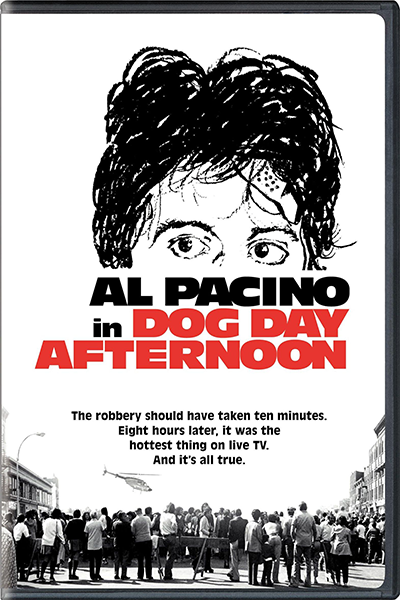 AL PACINO
in DOG DAY
AFTERNOON
The robbery should have taken ten minutes.
Eight hours later, it was the
hottest thing on live TV.
And it's all true.